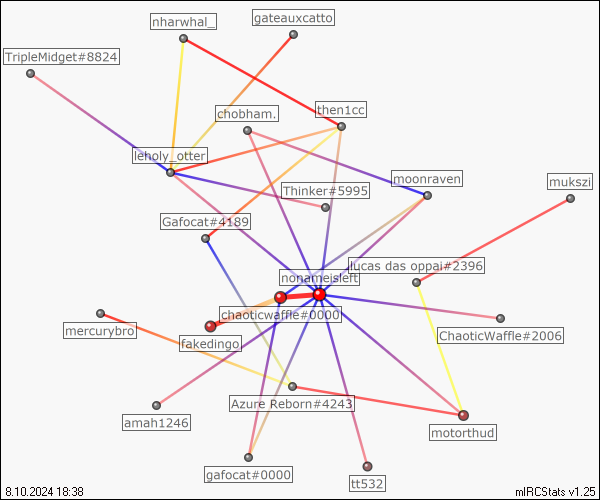 nharwhal_
gateauxcatto
TripleMidget#8824
chobham.
then1cc
leholy_otter
moonraven
Thinker#5995
mukszi
Gafocat#4189
lucas das oppai#2396
nonameisleft
chaoticwaffle#0000
mercurybro
ChaoticWaffle#2006
fakedingo
Azure Reborn#4243
amah1246
motorthud
gafocat#0000
tt532
8.10.2024 18:38
mIRCStats v1.25